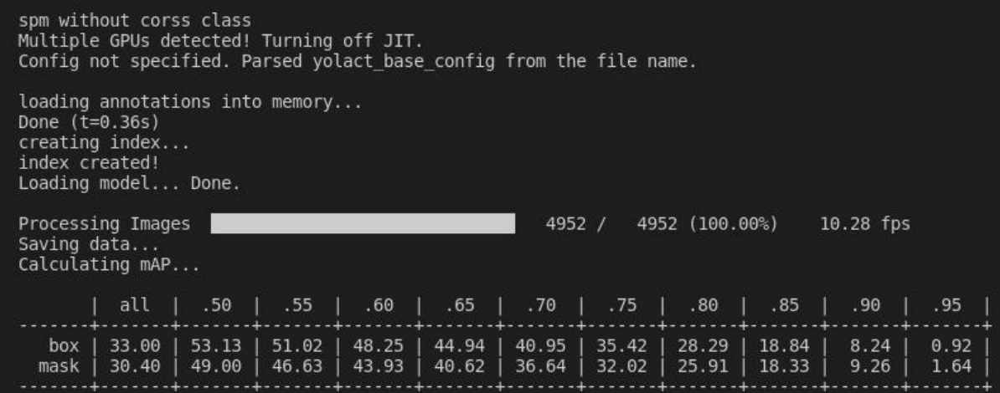 spm without corss class
Multiple GPUs detected! Turning off JIT.
Config not specified. Parsed yolact_base_config from the file name.
loading annotations into memory...
Done (t=0.36s)
creating index...
index created!
Loading model... Done.
Processing Images 4952 / 4952 (100.00%) 10.28 fps
Saving data...
Calculating mAP...
| all | .50 | .55 | .60 | .65 | .70 | .75 | .80 | .85 | .90 | .95 |
-------+-------+-------+-------+-------+-------+-------+-------+-------+-------+-------+-------+
box | 33.00 | 53.13 | 51.02 | 48.25 | 44.94 | 40.95 | 35.42 | 28.29 | 18.84 | 8.24 | 0.92 |
mask | 30.40 | 49.00 | 46.63 | 43.93 | 40.62 | 36.64 | 32.02 | 25.91 | 18.33 | 9.26 | 1.64 |
-------+-------+-------+-------+-------+-------+-------+-------+-------+-------+-------+-------+